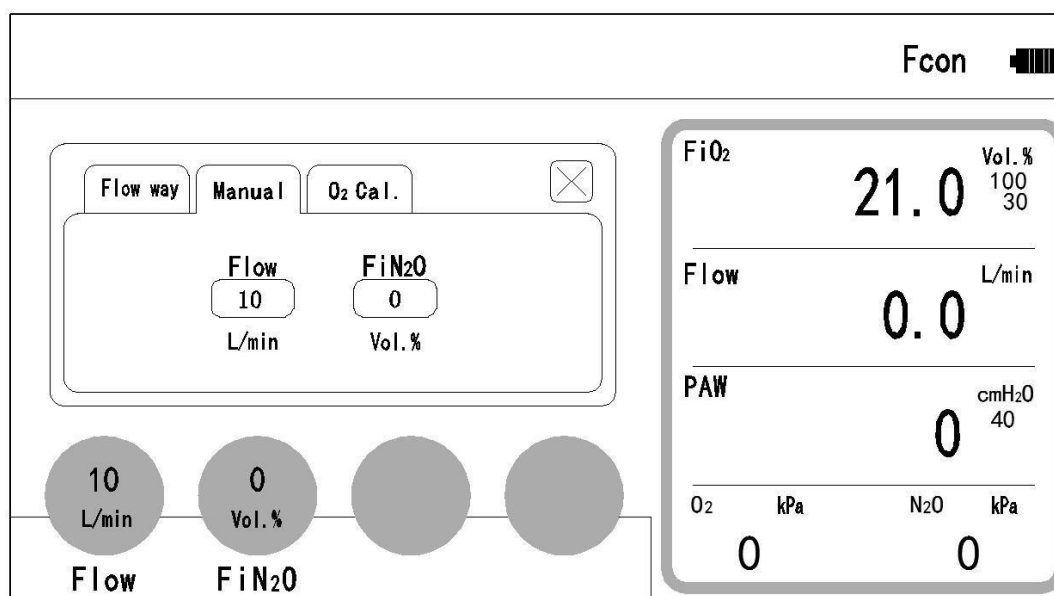 Fcon
Flow way Manual O₂ Cal.
Flow FiN₂O
10 0
L/min Vol.%
10 0
L/min Vol.%
Flow FiN₂O
FiO₂ 21.0 Vol.%
100
30
Flow 0.0 L/min
PAW 0 cmH₂O
40
O₂ kPa N₂O kPa
0 0